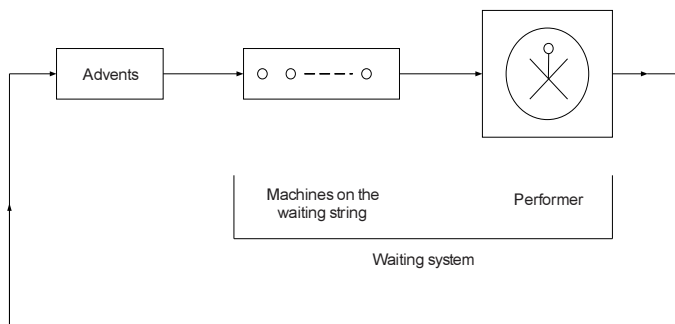 Advents
Machines on the
waiting string
Performer
Waiting system